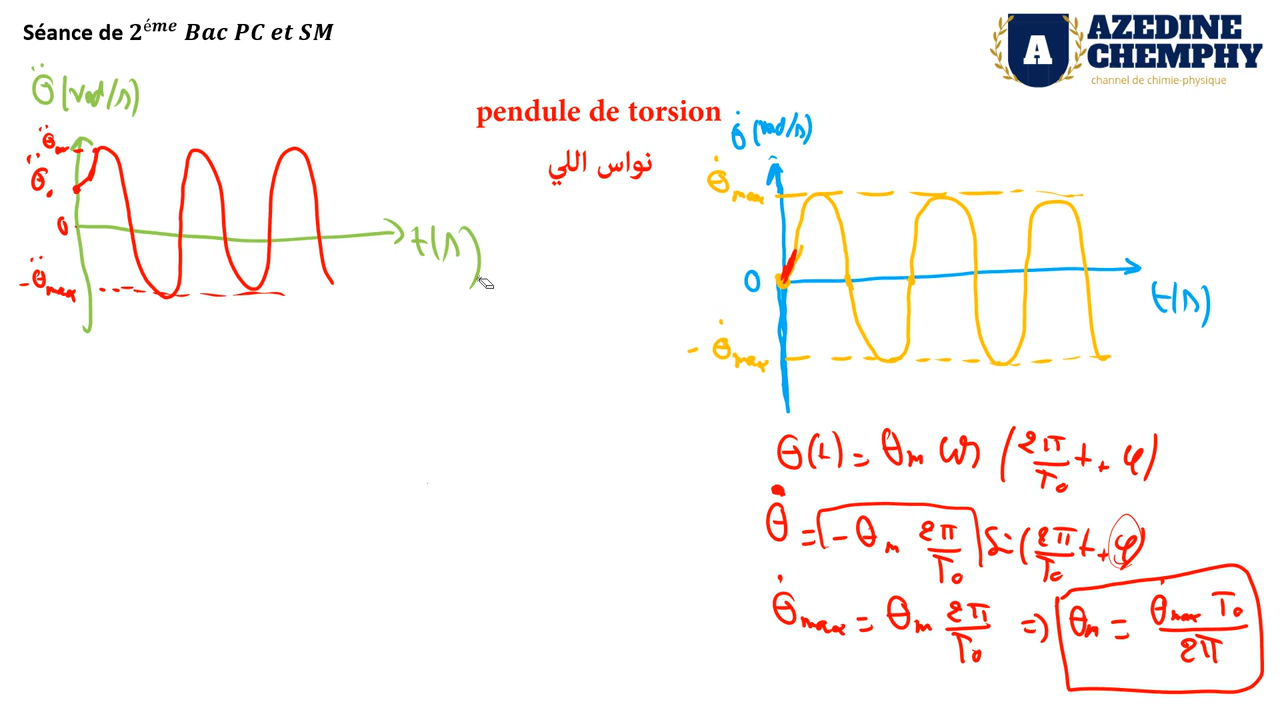 Séance de 2éme Bac PC et SM
AZEDINE
CHEMPHY
channel de chimie-physique
A
pendule de torsion
نواس اللي
θ̈ (rad/s)
θ̈m
θ̈0
0
- θ̈max
t(s)
θ̇ (rad/s)
θ̇max
0
- θ̇max
t(s)
θ(t) = θm cos (2π/T0 t + φ)
θ̇ = - θm 2π/T0 sin (2π/T0 t + φ)
θ̇max = θm 2π/T0 => θm = θ̇max T0 / 2π